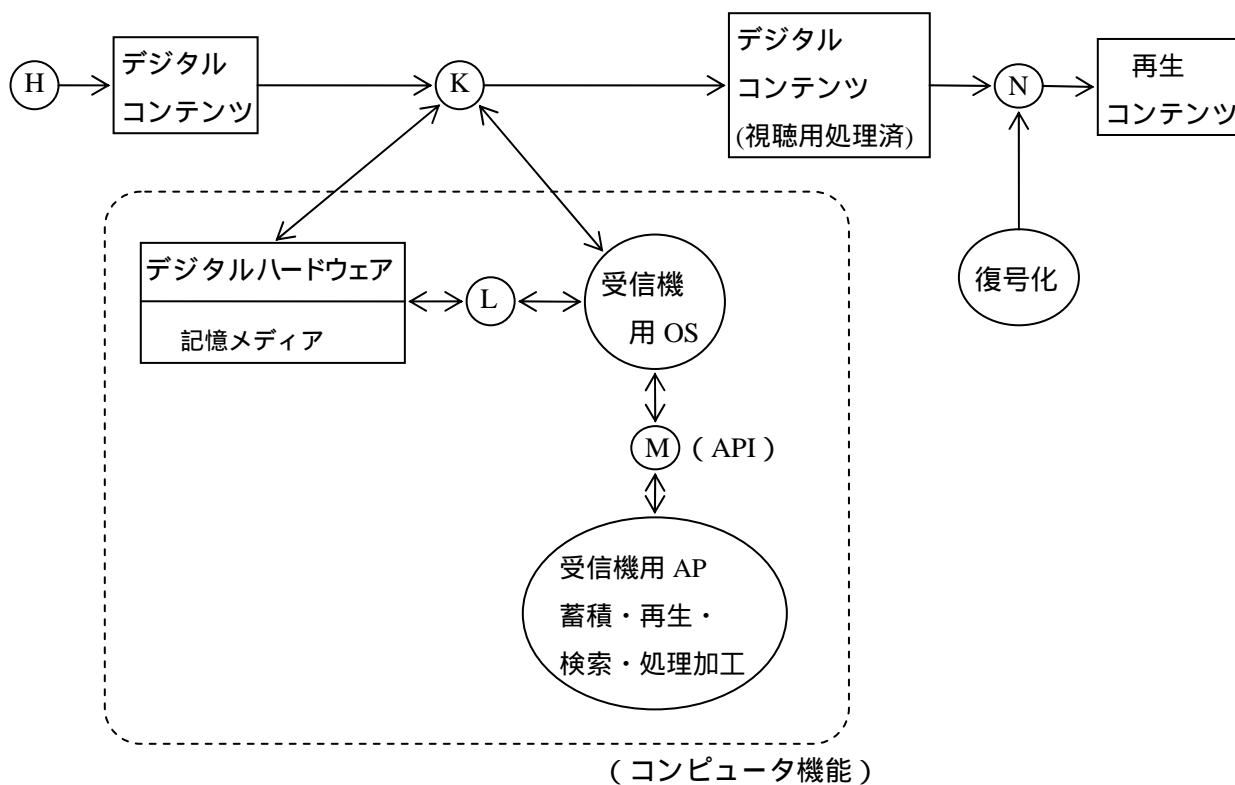 H
デジタル
コンテンツ
K
デジタル
コンテンツ
(視聴用処理済)
N
再生
コンテンツ
デジタルハードウェア
記憶メディア
L
受信機
用 OS
復号化
M
( API )
受信機用 AP
蓄積・再生・
検索・処理加工
( コンピュータ機能 )